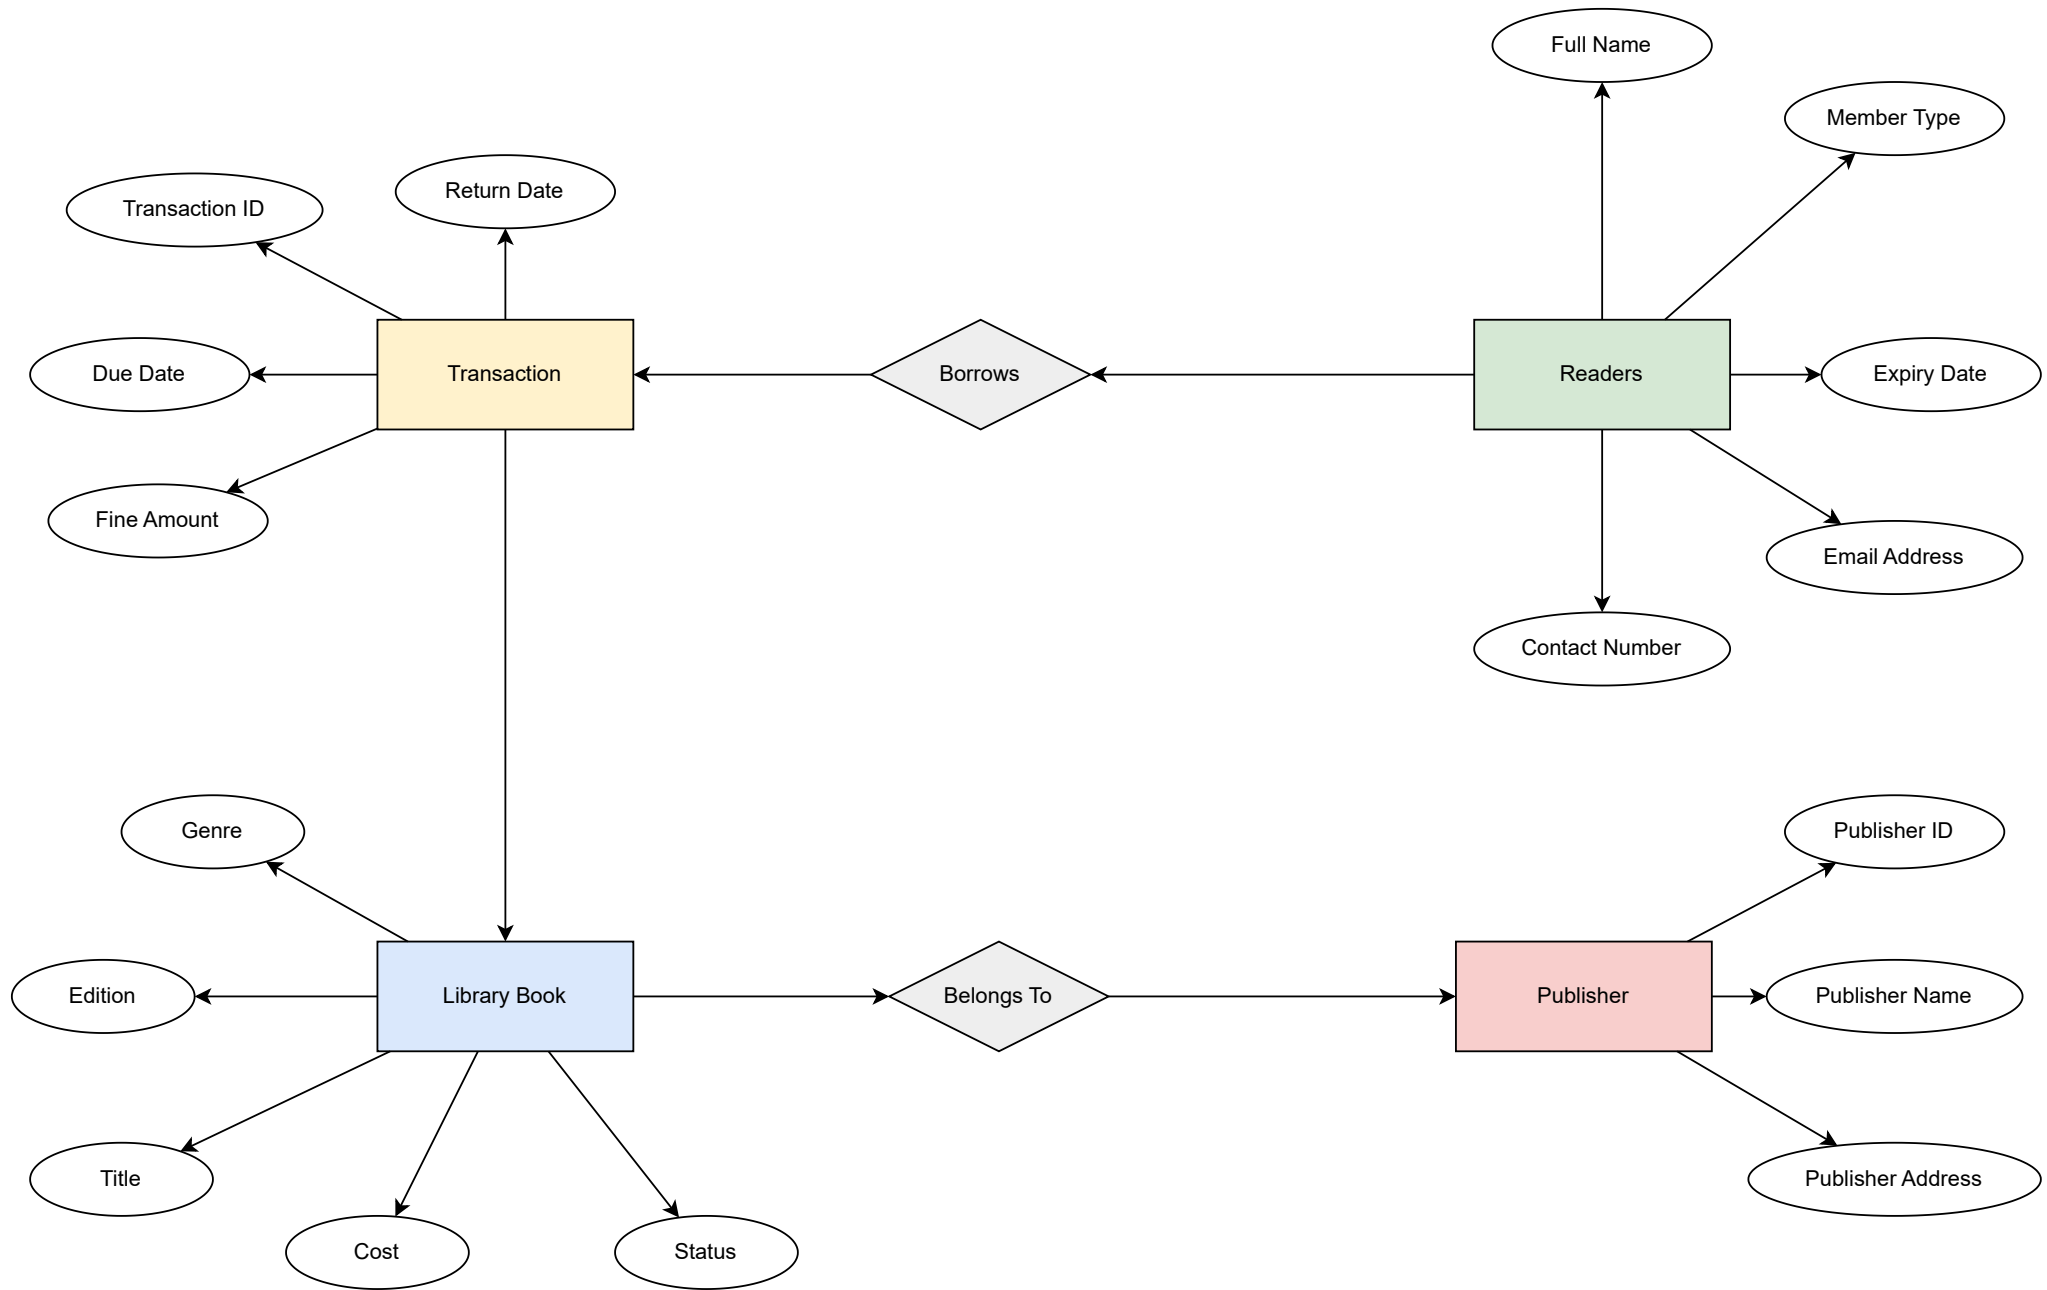 Full Name
Member Type
Return Date
Transaction ID
Due Date
Transaction
Borrows
Readers
Expiry Date
Fine Amount
Email Address
Contact Number
Genre
Publisher ID
Edition
Library Book
Belongs To
Publisher
Publisher Name
Title
Publisher Address
Cost
Status